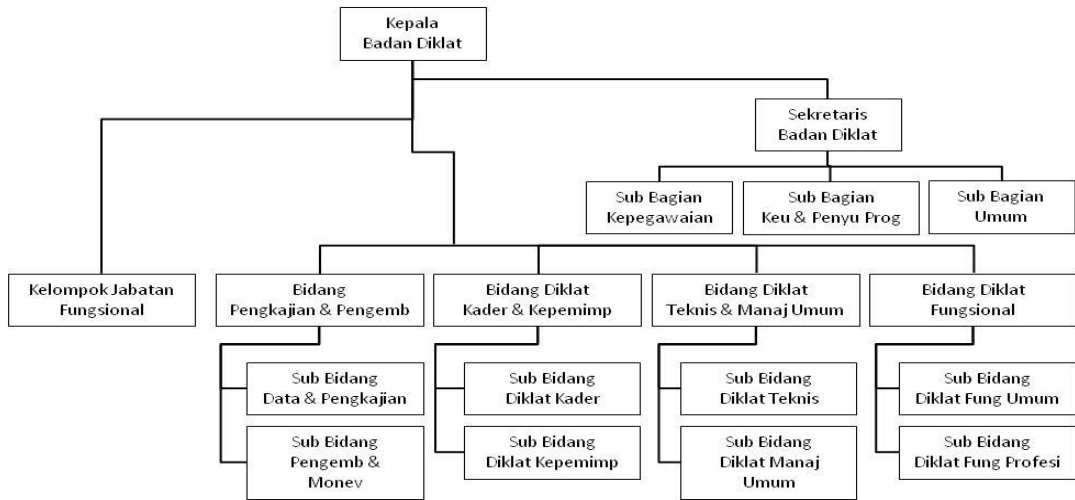 Kepala
Badan Diklat
Sekretaris
Badan Diklat
Sub Bagian
Kepegawaian
Sub Bagian
Keu & Penyu Prog
Sub Bagian
Umum
Kelompok Jabatan
Fungsional
Bidang
Pengkajian & Pengemb
Bidang Diklat
Kader & Kepemimp
Bidang Diklat
Teknis & Manaj Umum
Bidang Diklat
Fungsional
Sub Bidang
Data & Pengkajian
Sub Bidang
Diklat Kader
Sub Bidang
Diklat Teknis
Sub Bidang
Diklat Fung Umum
Sub Bidang
Pengemb &
Monev
Sub Bidang
Diklat Kepemimp
Sub Bidang
Diklat Manaj
Umum
Sub Bidang
Diklat Fung Profesi